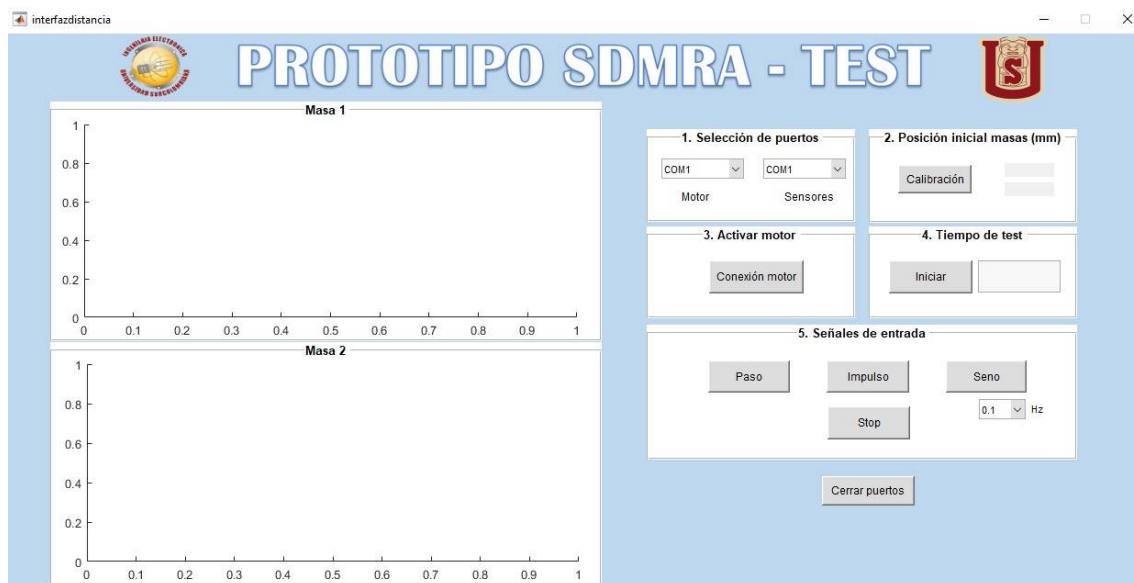 interfazdistancia
INGENIERIA ELECTRONICA
UNIVERSIDAD SURCOLOMBIANA
PROTOTIPO SDMRA - TEST
Masa 1
1
0.8
0.6
0.4
0.2
0
0 0.1 0.2 0.3 0.4 0.5 0.6 0.7 0.8 0.9 1
Masa 2
1
0.8
0.6
0.4
0.2
0
0 0.1 0.2 0.3 0.4 0.5 0.6 0.7 0.8 0.9 1
1. Selección de puertos
COM1 COM1
Motor Sensores
2. Posición inicial masas (mm)
Calibración
3. Activar motor
Conexión motor
4. Tiempo de test
Iniciar
5. Señales de entrada
Paso Impulso Seno
0.1 Hz
Stop
Cerrar puertos
U S